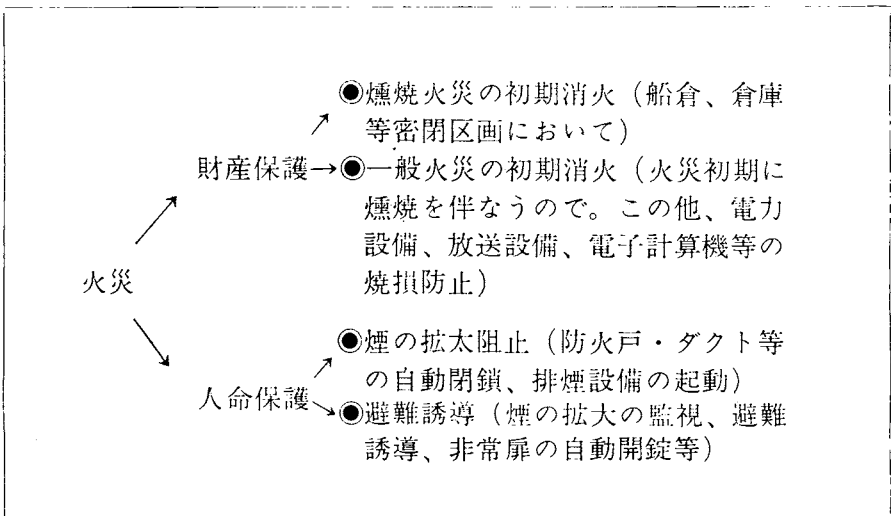 ◉燻焼火災の初期消火（船倉、倉庫
等密閉区画において）
財産保護→◉一般火災の初期消火（火災初期に
燻焼を伴なうので。この他、電力
設備、放送設備、電子計算機等の
焼損防止）
火災
◉煙の拡太阻止（防火戸・ダクト等
の自動閉鎖、排煙設備の起動）
人命保護
◉避難誘導（煙の拡大の監視、避難
誘導、非常扉の自動開錠等）